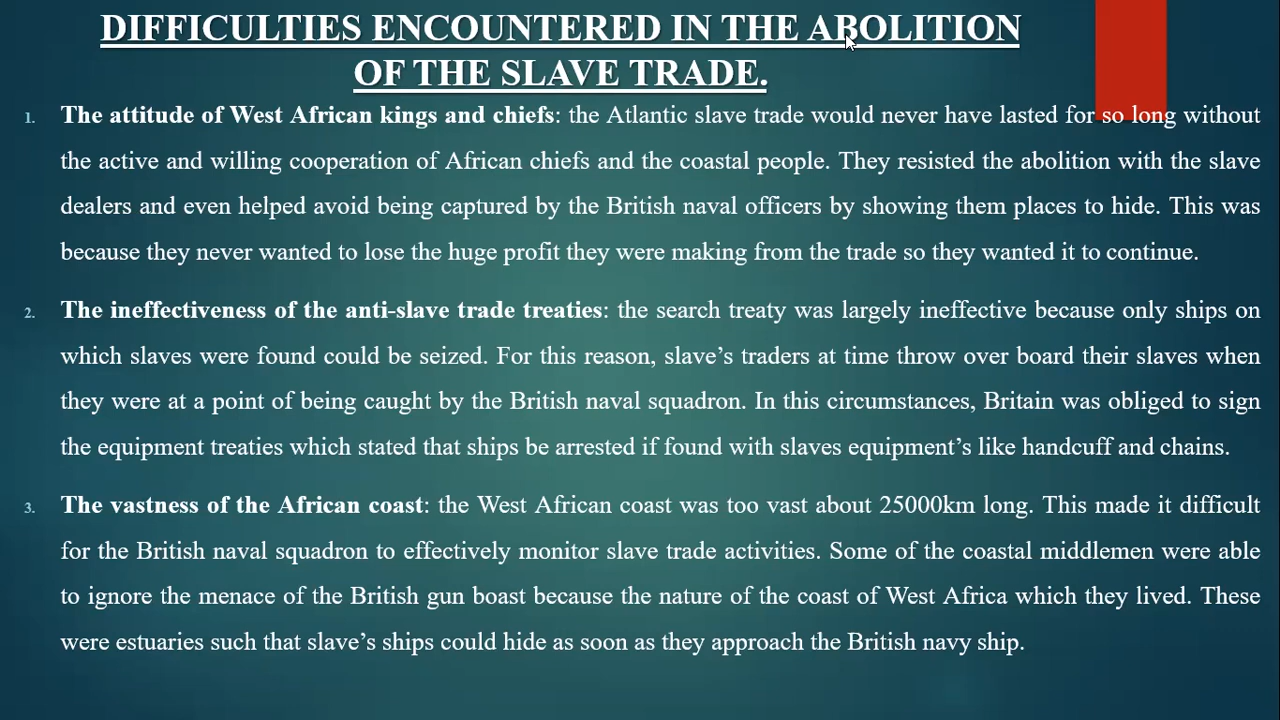 DIFFICULTIES ENCOUNTERED IN THE ABOLITION
OF THE SLAVE TRADE.
1. The attitude of West African kings and chiefs: the Atlantic slave trade would never have lasted for so long without
the active and willing cooperation of African chiefs and the coastal people. They resisted the abolition with the slave
dealers and even helped avoid being captured by the British naval officers by showing them places to hide. This was
because they never wanted to lose the huge profit they were making from the trade so they wanted it to continue.
2. The ineffectiveness of the anti-slave trade treaties: the search treaty was largely ineffective because only ships on
which slaves were found could be seized. For this reason, slave’s traders at time throw over board their slaves when
they were at a point of being caught by the British naval squadron. In this circumstances, Britain was obliged to sign
the equipment treaties which stated that ships be arrested if found with slaves equipment’s like handcuff and chains.
3. The vastness of the African coast: the West African coast was too vast about 25000km long. This made it difficult
for the British naval squadron to effectively monitor slave trade activities. Some of the coastal middlemen were able
to ignore the menace of the British gun boast because the nature of the coast of West Africa which they lived. These
were estuaries such that slave’s ships could hide as soon as they approach the British navy ship.